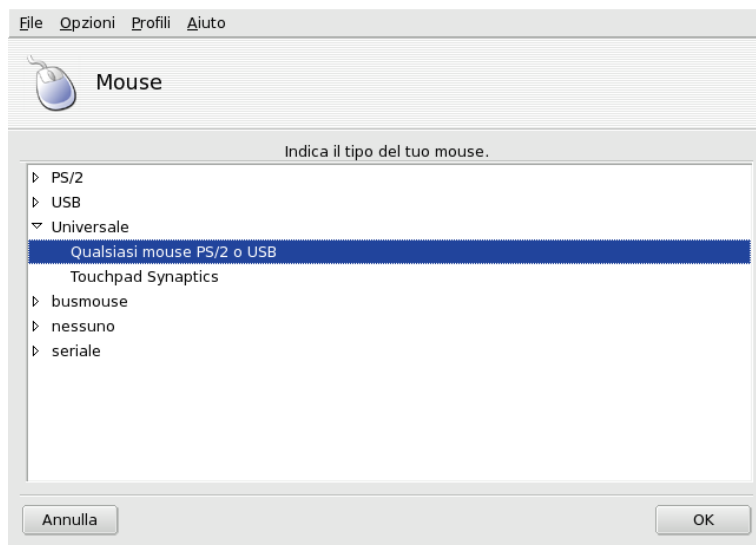 File Opzioni Profili Aiuto
Mouse
Indica il tipo del tuo mouse.
PS/2
USB
Universale
Qualsiasi mouse PS/2 o USB
Touchpad Synaptics
busmouse
nessuno
seriale
Annulla OK